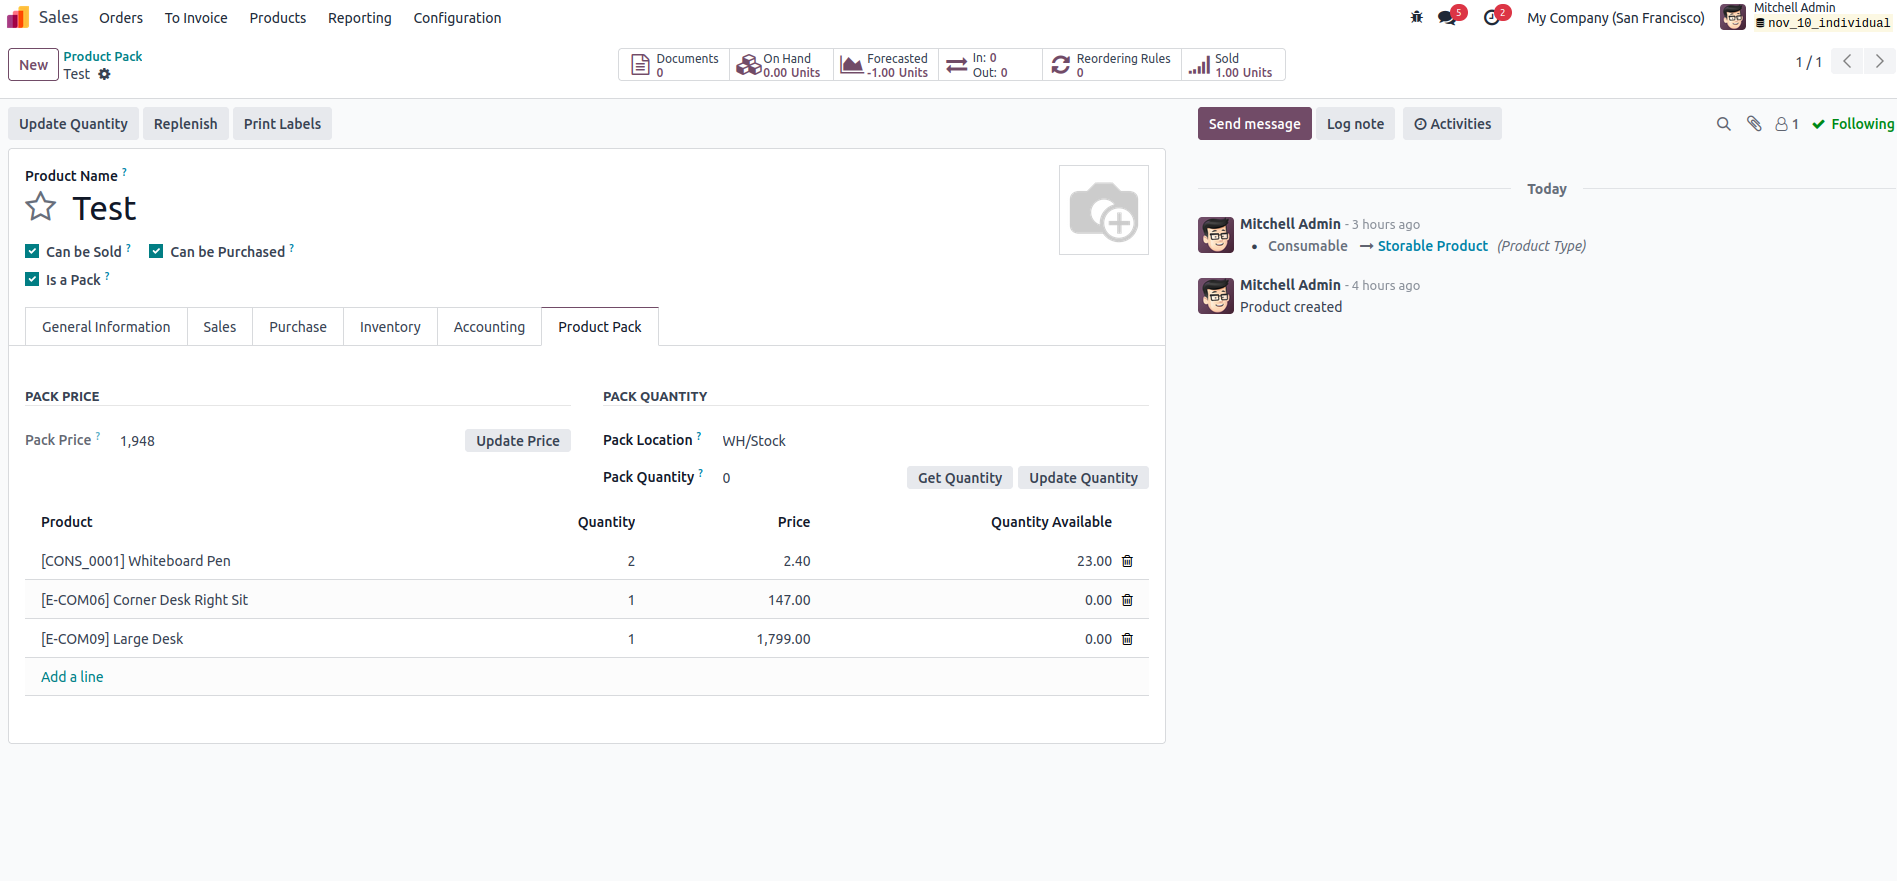 Sales Orders To Invoice Products Reporting Configuration 5 2 My Company (San Francisco) Mitchell Admin
nov_10_individual
New Product Pack
Test
Documents
0
On Hand
0.00 Units
Forecasted
-1.00 Units
In: 0
Out: 0
Reordering Rules
0
Sold
1.00 Units
1 / 1
Update Quantity Replenish Print Labels
Send message Log note Activities 1 Following
Product Name ?
Test
Can be Sold ? Can be Purchased ?
Is a Pack ?
General Information Sales Purchase Inventory Accounting Product Pack
PACK PRICE
Pack Price ? 1,948 Update Price
PACK QUANTITY
Pack Location ? WH/Stock
Pack Quantity ? 0 Get Quantity Update Quantity
Product Quantity Price Quantity Available
[CONS_0001] Whiteboard Pen 2 2.40 23.00
[E-COM06] Corner Desk Right Sit 1 147.00 0.00
[E-COM09] Large Desk 1 1,799.00 0.00
Add a line
Today
Mitchell Admin - 3 hours ago
• Consumable → Storable Product (Product Type)
Mitchell Admin - 4 hours ago
Product created